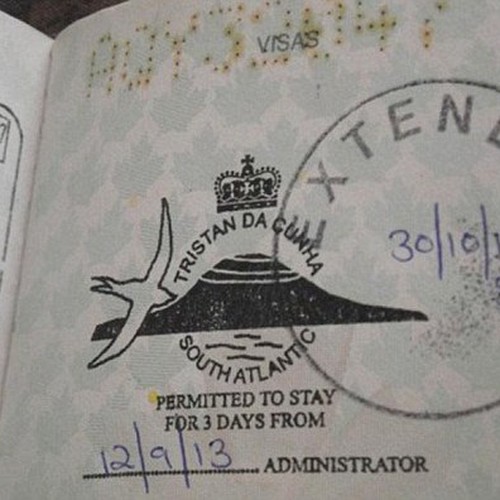 VISAS
EXTEN
30/10/
TRISTAN DA CUNHA
SOUTH ATLANTIC
PERMITTED TO STAY
FOR 3 DAYS FROM
12/9/13 ADMINISTRATOR